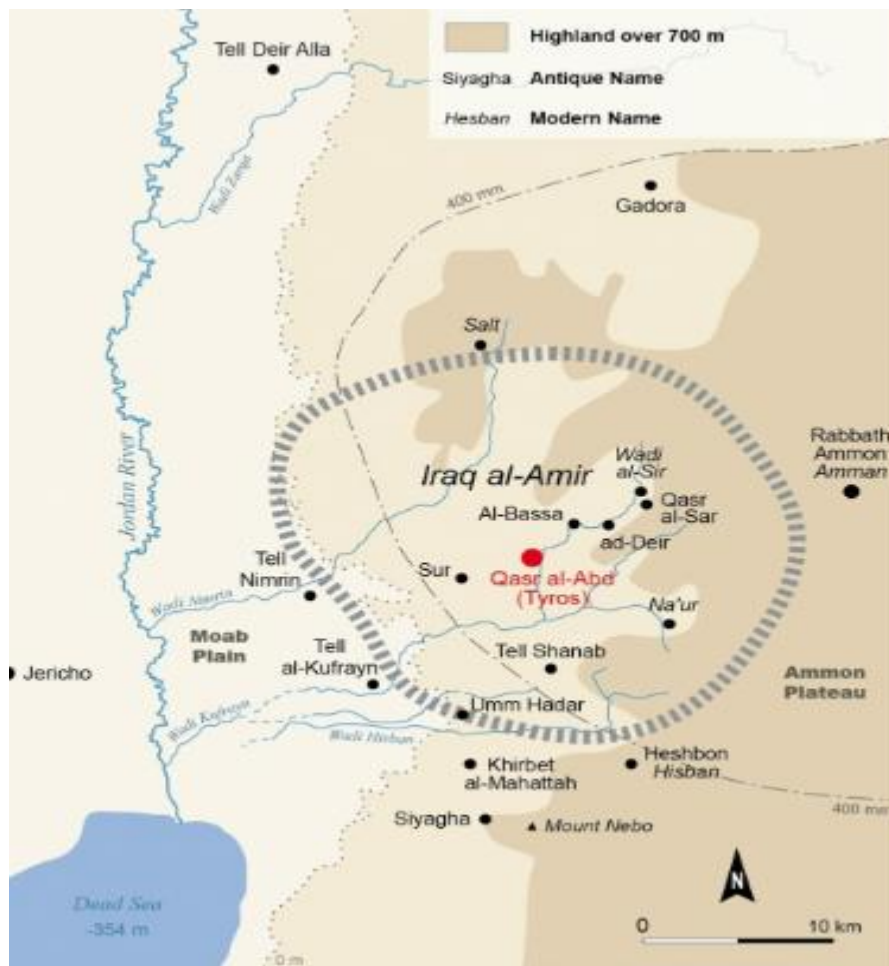 Highland over 700 m
Siyagha Antique Name
Hesban Modern Name
Tell Deir Alla
Wadi Zarqa
400 mm
Gadora
Salt
Jordan River
Iraq al-Amir
Wadi
al-Sir
Rabbath
Ammon
Amman
Al-Bassa
Qasr
al-Sar
ad-Deir
Tell
Nimrin
Sur
Qasr al-Abd
(Tyros)
Na'ur
Moab
Plain
Tell
al-Kufrayn
Tell Shanab
Jericho
Ammon
Plateau
Umm Hadar
Wadi Kufrayn
Wadi Hisban
Khirbet
al-Mahattah
Heshbon
Hisban
400 mm
Siyagha
Mount Nebo
N
Dead Sea
-354 m
0 10 km
0 m